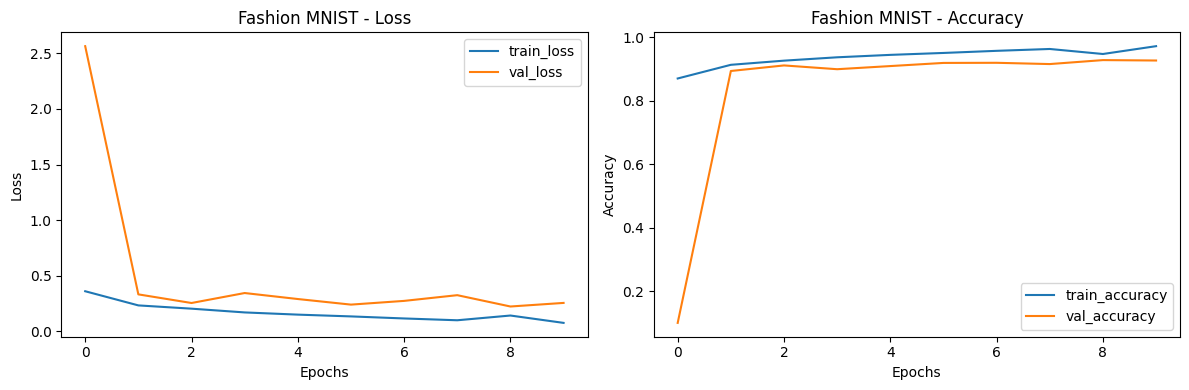 Fashion MNIST - Loss
2.5
2.0
1.5
1.0
0.5
0.0
Loss
0 2 4 6 8
Epochs
train_loss
val_loss
Fashion MNIST - Accuracy
1.0
0.8
0.6
0.4
0.2
Accuracy
0 2 4 6 8
Epochs
train_accuracy
val_accuracy